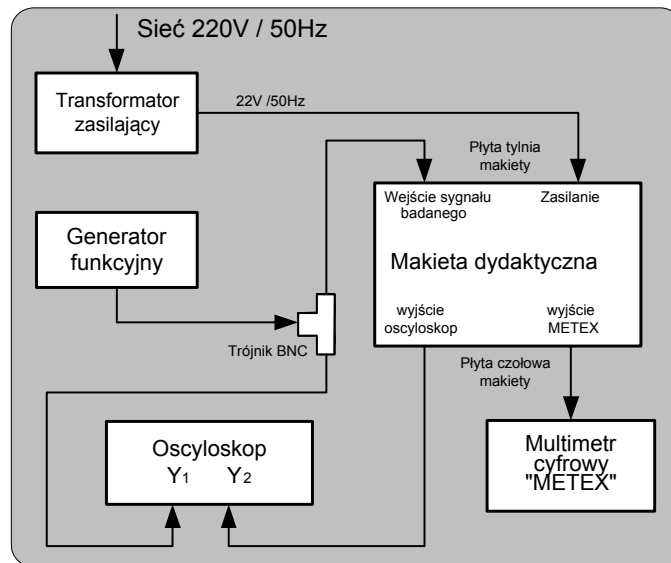 Sieć 220V / 50Hz
Transformator
zasilający
22V /50Hz
Płyta tylnia
makiety
Wejście sygnału
badanego
Zasilanie
Generator
funkcyjny
Makieta dydaktyczna
wyjście
oscyloskop
wyjście
METEX
Trójnik BNC
Płyta czołowa
makiety
Oscyloskop
Y1 Y2
Multimetr
cyfrowy
"METEX"